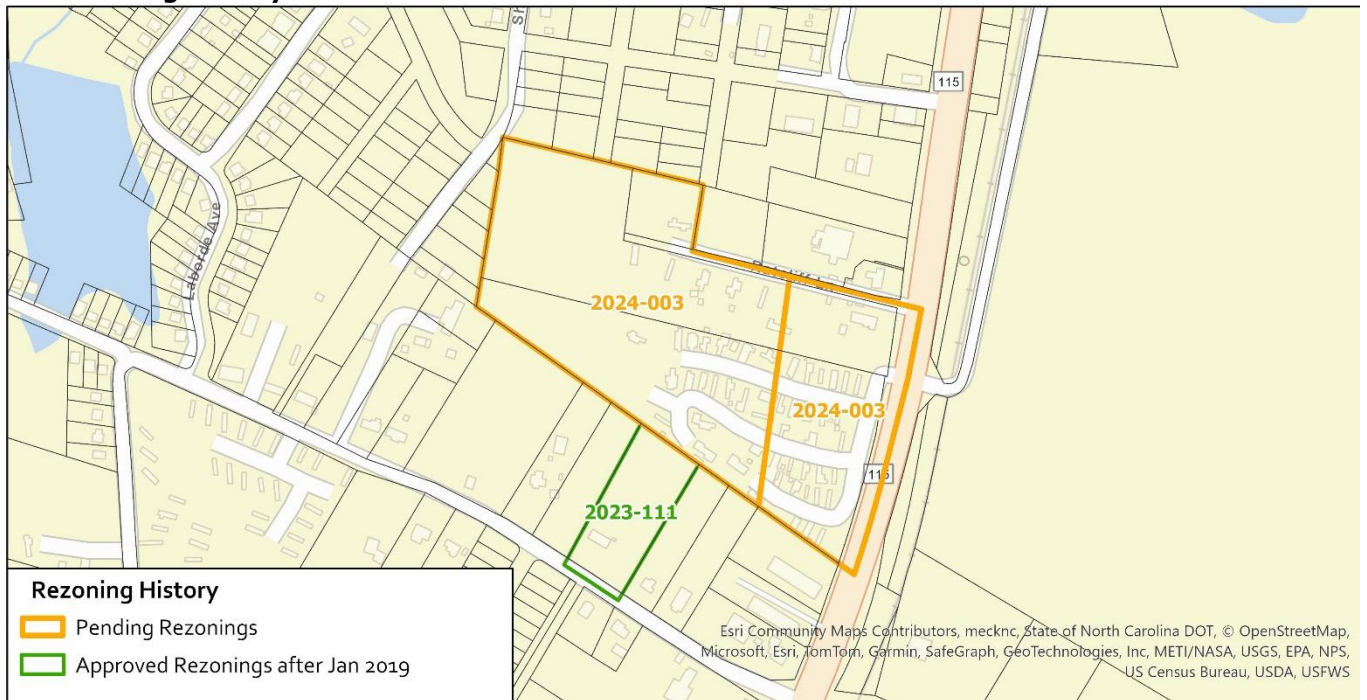 115
Laborde Ave
2024-003
2024-003
115
2023-111
Rezoning History
Pending Rezonings
Approved Rezonings after Jan 2019
Esri Community Maps Contributors, mecknc, State of North Carolina DOT, © OpenStreetMap,
Microsoft, Esri, TomTom, Garmin, SafeGraph, GeoTechnologies, Inc, METI/NASA, USGS, EPA, NPS,
US Census Bureau, USDA, USFWS